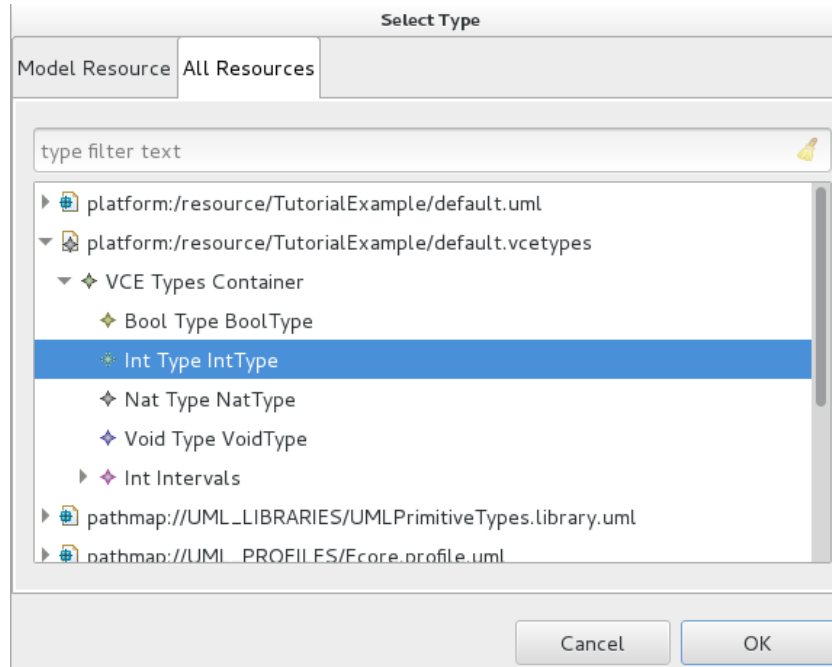 Select Type
Model Resource All Resources
type filter text
platform:/resource/TutorialExample/default.uml
platform:/resource/TutorialExample/default.vcetypes
VCE Types Container
Bool Type BoolType
Int Type IntType
Nat Type NatType
Void Type VoidType
Int Intervals
pathmap://UML_LIBRARIES/UMLPrimitiveTypes.library.uml
pathmap://UML_PROFILES/Ecore.profile.uml
Cancel OK